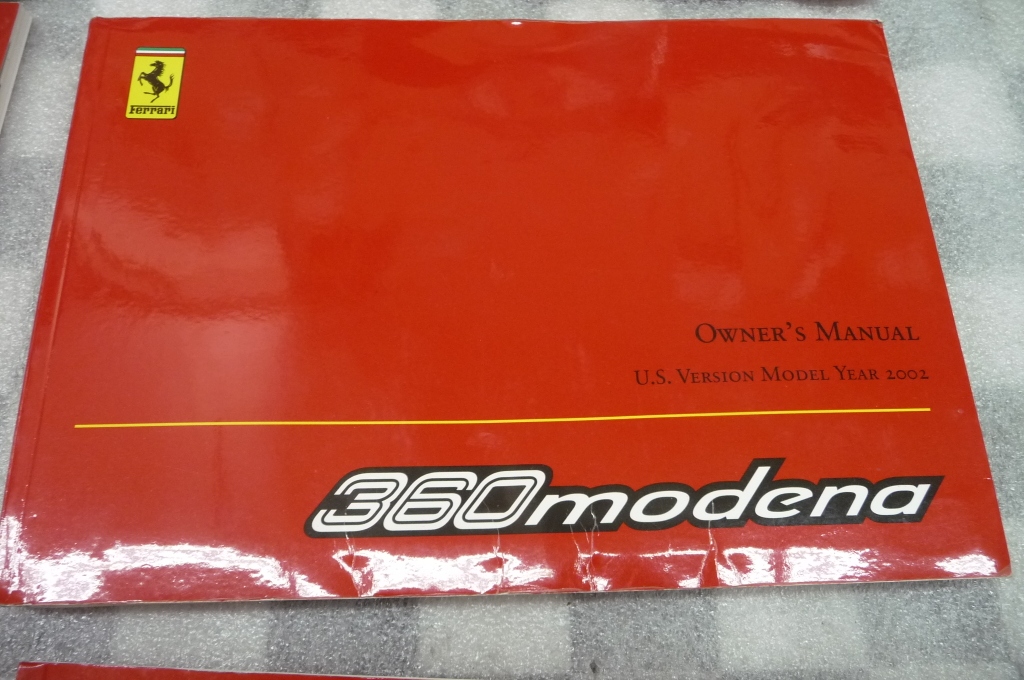 Ferrari
OWNER'S MANUAL
U.S. VERSION MODEL YEAR 2002
360modena